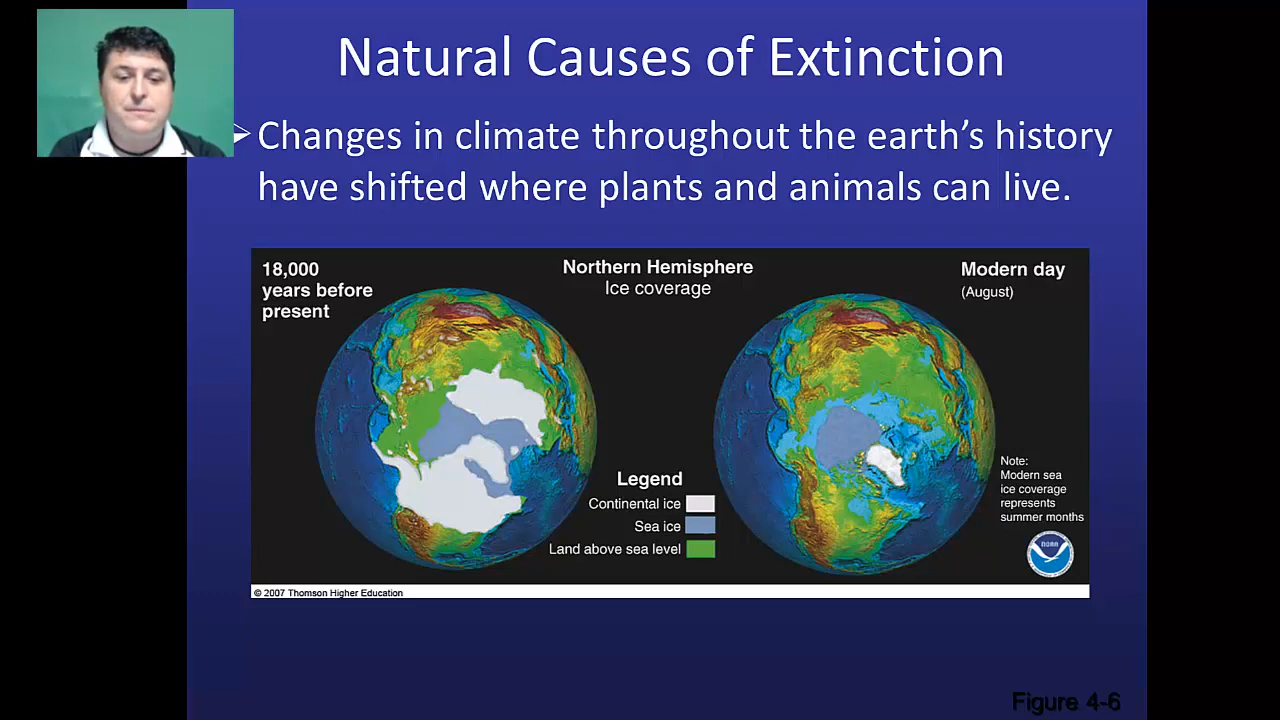 Natural Causes of Extinction
Changes in climate throughout the earth's history
have shifted where plants and animals can live.
18,000
years before
present
Northern Hemisphere
Ice coverage
Modern day
(August)
Legend
Continental ice
Sea ice
Land above sea level
Note:
Modern sea
ice coverage
represents
summer months
NOAA
© 2007 Thomson Higher Education
Figure 4-6